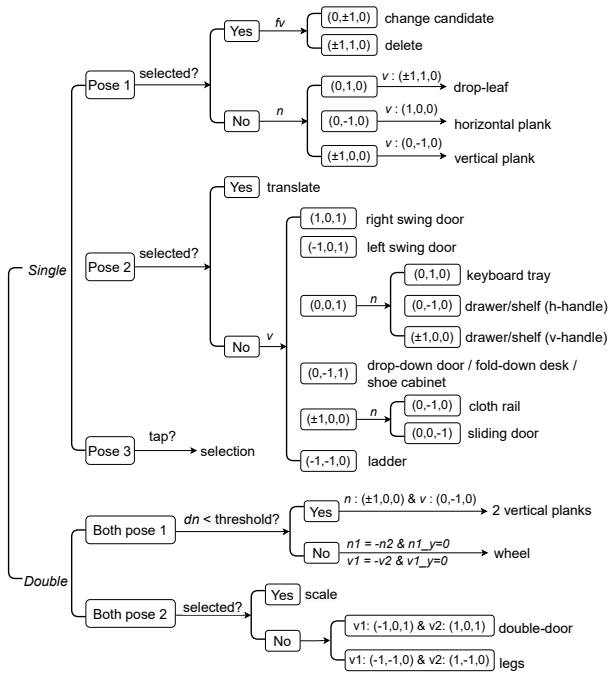 Single
Pose 1
selected?
Yes
fv
(0,±1,0) change candidate
(±1,1,0) delete
No
n
(0,1,0) v : (±1,1,0) drop-leaf
(0,-1,0) v : (1,0,0) horizontal plank
(±1,0,0) v : (0,-1,0) vertical plank
Pose 2
selected?
Yes translate
No
v
(1,0,1) right swing door
(-1,0,1) left swing door
(0,0,1)
n
(0,1,0) keyboard tray
(0,-1,0) drawer/shelf (h-handle)
(±1,0,0) drawer/shelf (v-handle)
(0,-1,1) drop-down door / fold-down desk /
shoe cabinet
(±1,0,0)
n
(0,-1,0) cloth rail
(0,0,-1) sliding door
(-1,-1,0) ladder
Pose 3
tap?
selection
Double
Both pose 1
dn < threshold?
Yes
n : (±1,0,0) & v : (0,-1,0)
2 vertical planks
No
n1 = -n2 & n1_y=0
v1 = -v2 & v1_y=0
wheel
Both pose 2
selected?
Yes scale
No
v1: (-1,0,1) & v2: (1,0,1) double-door
v1: (-1,-1,0) & v2: (1,-1,0) legs